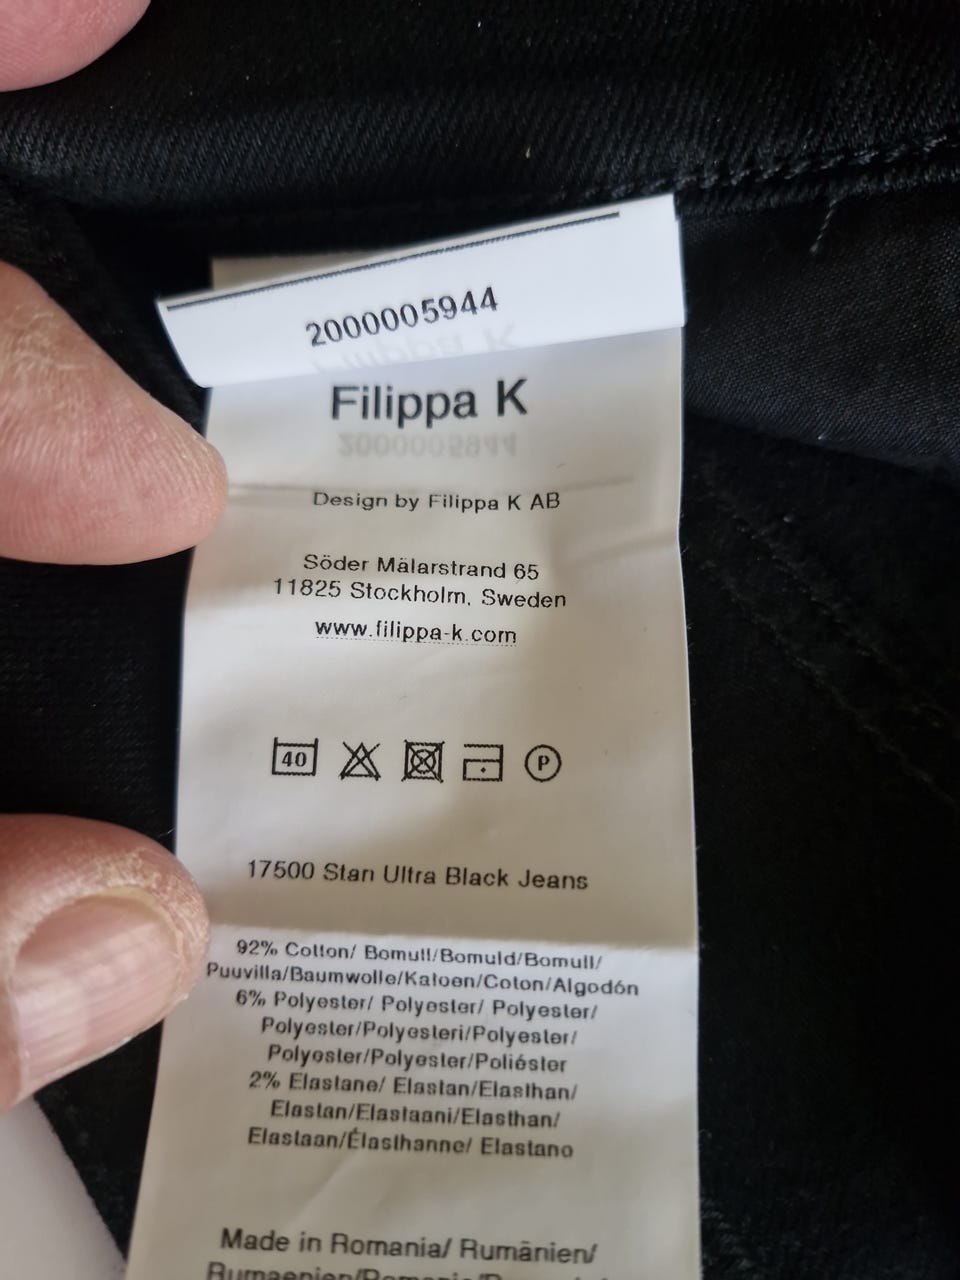 2000005944
Filippa K
Design by Filippa K AB
Söder Mälarstrand 65
11825 Stockholm, Sweden
www.filippa-k.com
40
P
17500 Stan Ultra Black Jeans
92% Cotton/ Bomull/Bomuld/Bomull/
Puuvilla/Baumwolle/Katoen/Coton/Algodón
6% Polyester/ Polyester/ Polyester/
Polyester/Polyesteri/Polyester/
Polyester/Polyester/Poliéster
2% Elastane/ Elastan/Elasthan/
Elastan/Elastaani/Elasthan/
Elastaan/Élasthanne/ Elastano
Made in Romania/ Rumänien/
Rumaenien/Romania/